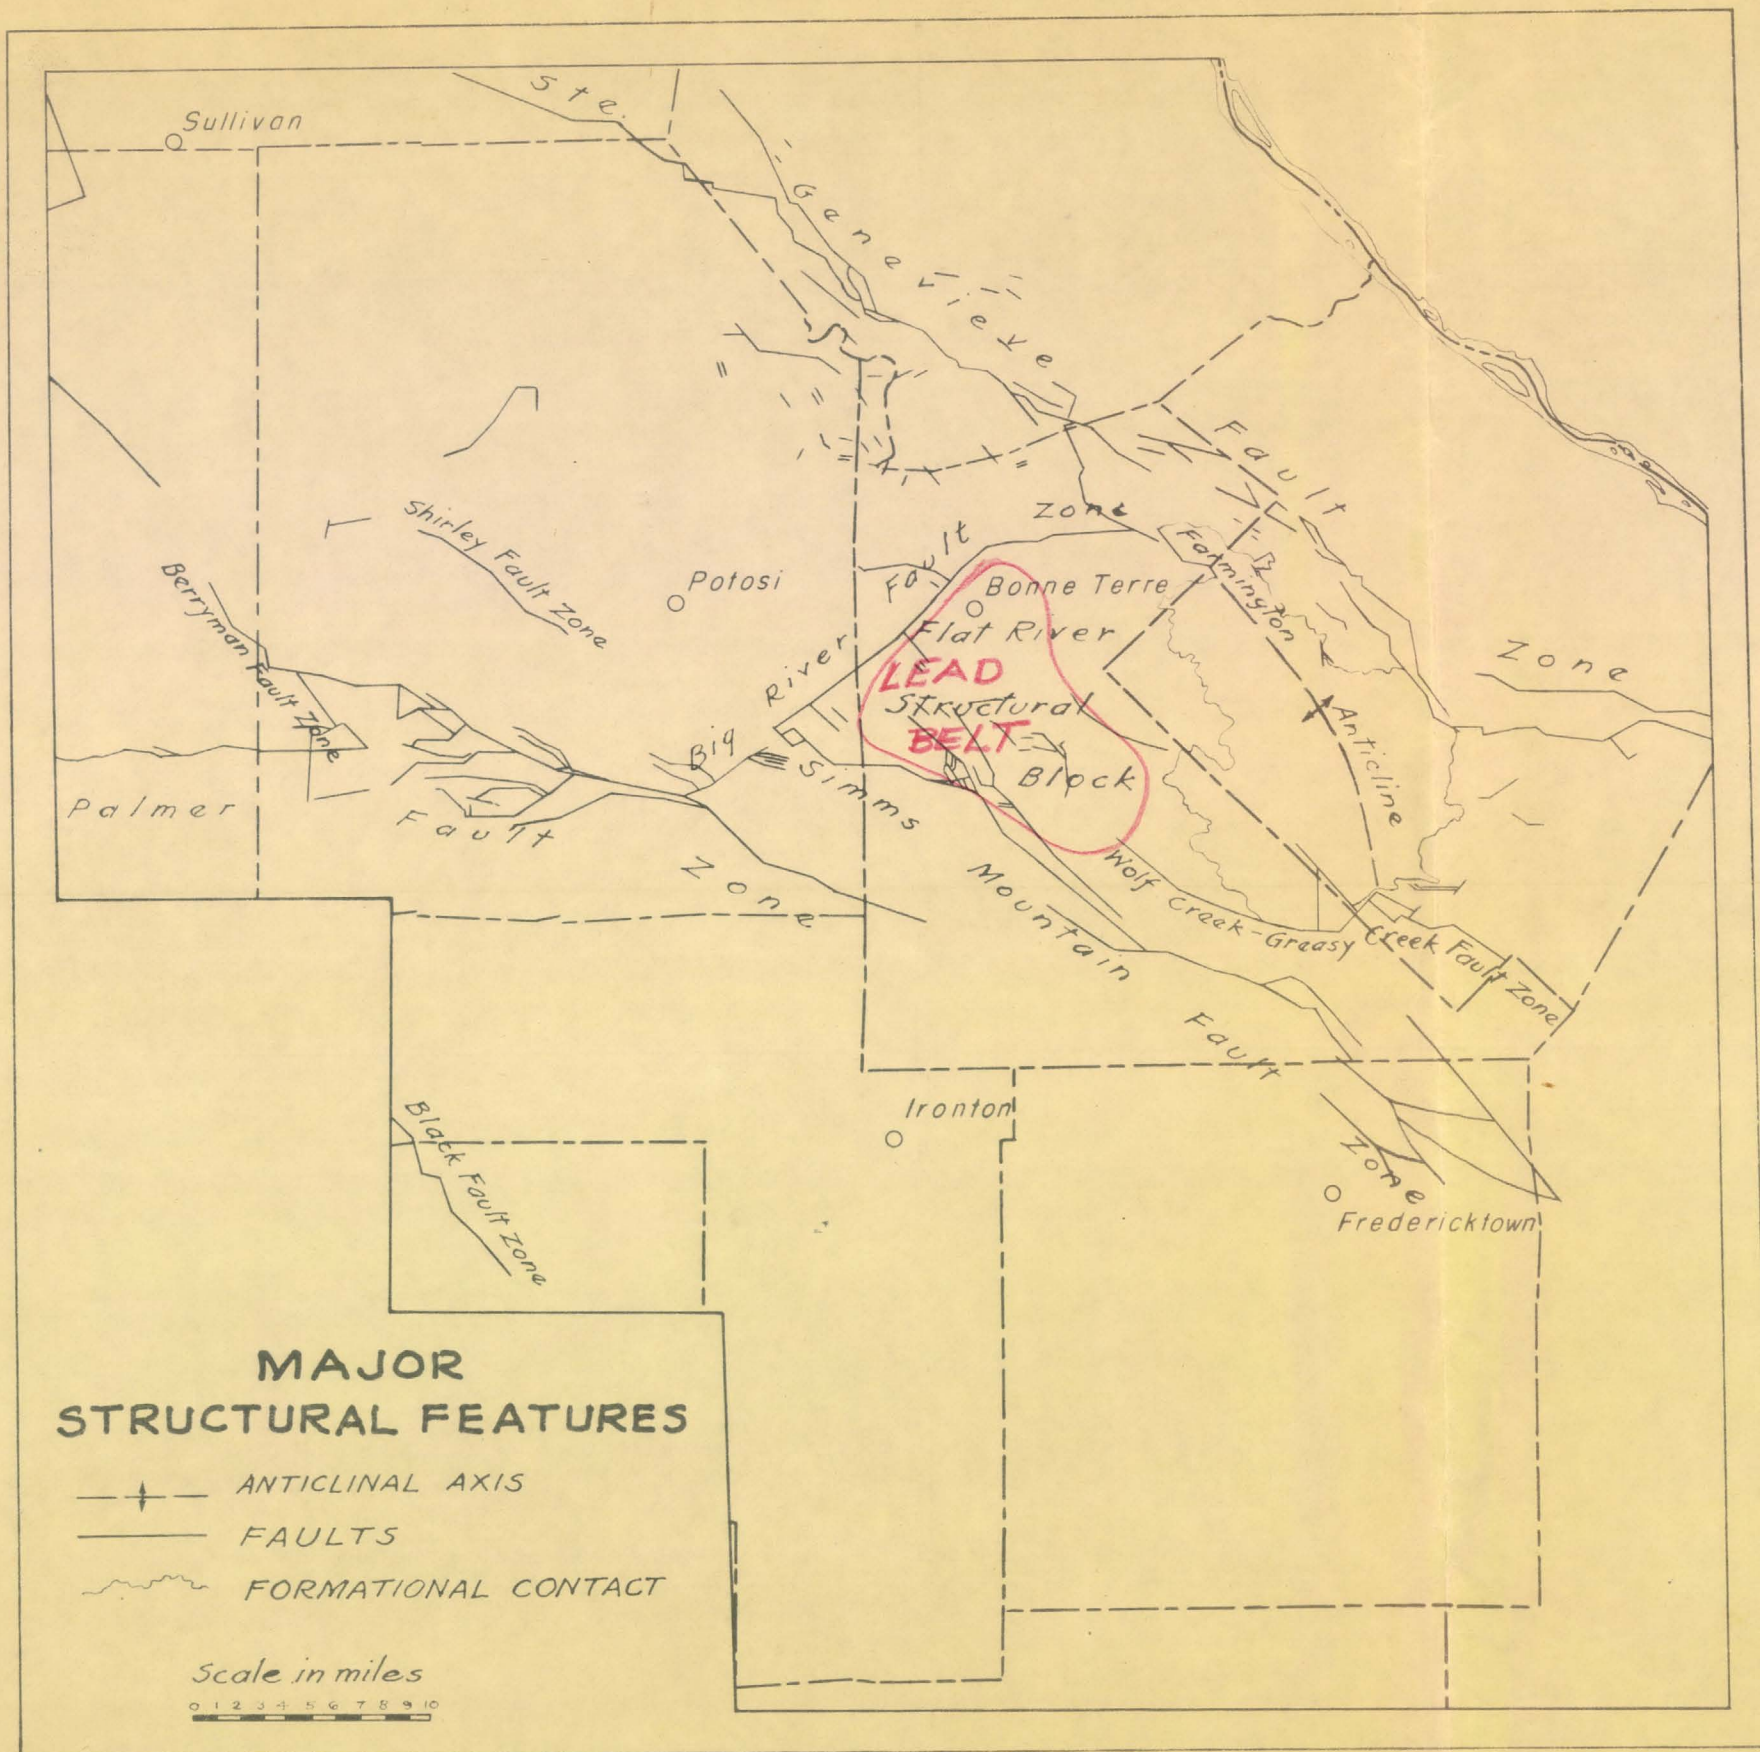 Sullivan
Ste. Genevieve Fault Zone
Shirley Fault Zone
Berryman Fault Zone
Potosi
Big River Fault Zone
Bonne Terre
Farmington Anticline
Flat River
LEAD
Structural
BELT
Block
Palmer Fault Zone
Simms Mountain Fault Zone
Wolf Creek-Greasy Creek Fault Zone
Ironton
Black Fault Zone
Fredericktown
MAJOR
STRUCTURAL FEATURES
ANTICLINAL AXIS
FAULTS
FORMATIONAL CONTACT
Scale in miles
0 1 2 3 4 5 6 7 8 9 10